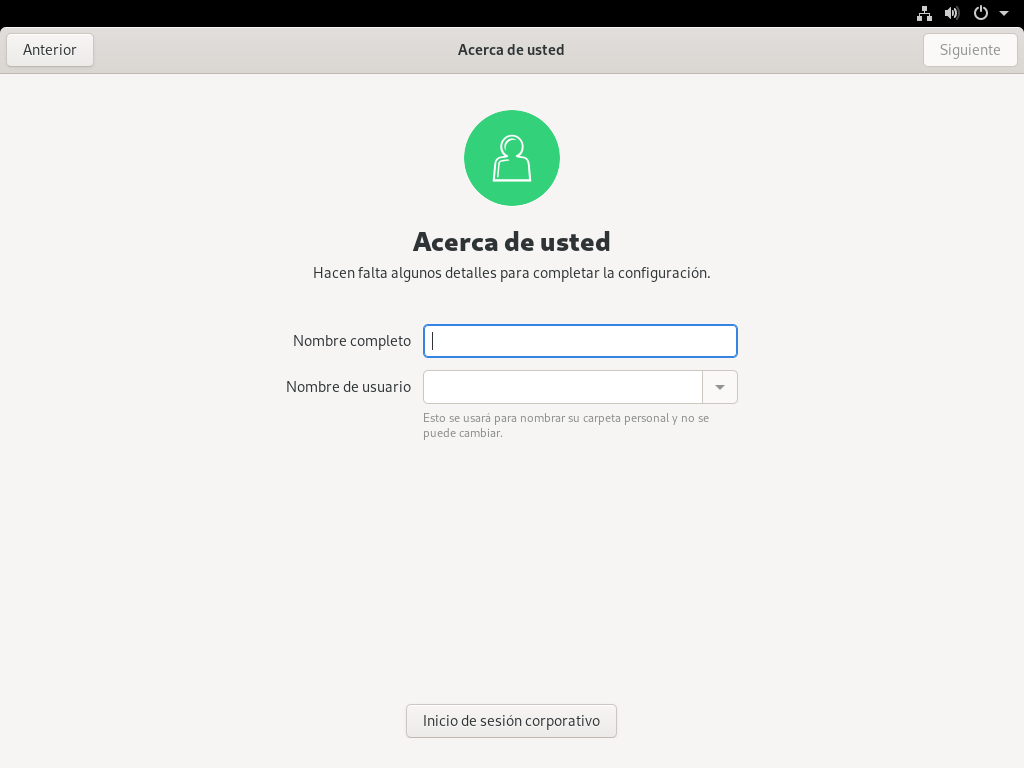 Anterior
Acerca de usted
Siguiente
Acerca de usted
Hacen falta algunos detalles para completar la configuración.
Nombre completo
Nombre de usuario
Esto se usará para nombrar su carpeta personal y no se
puede cambiar.
Inicio de sesión corporativo